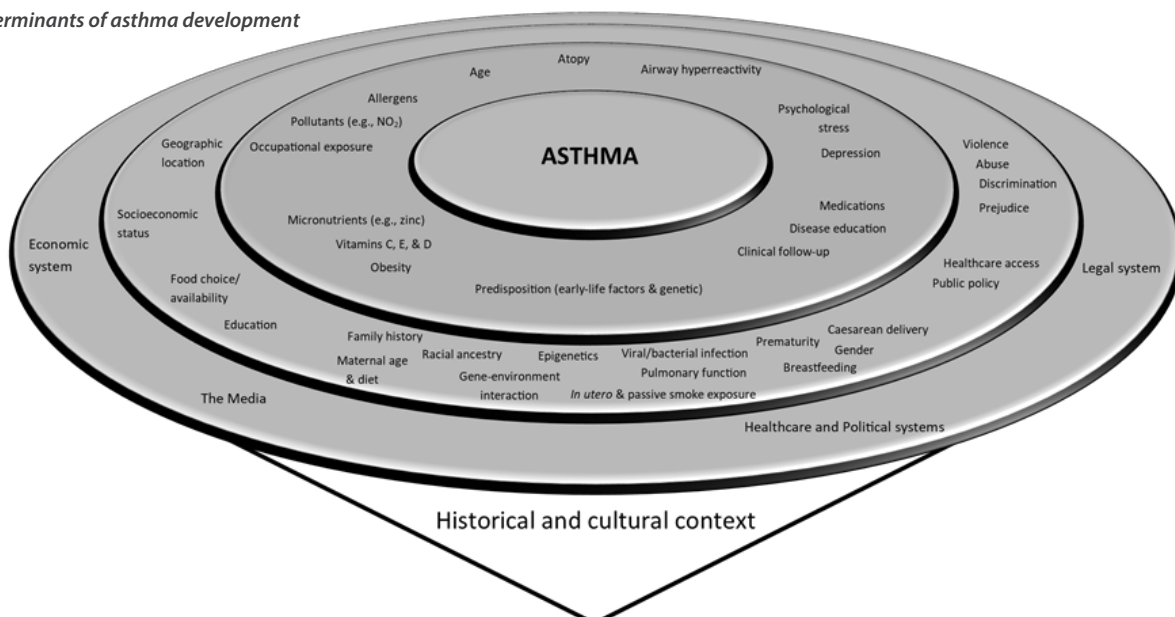 erminants of asthma development
Atopy
Age
Airway hyperreactivity
Allergens
Pollutants (e.g., NO₂)
Occupational exposure
Psychological
stress
Depression
ASTHMA
Geographic
location
Violence
Abuse
Discrimination
Prejudice
Socioeconomic
status
Micronutrients (e.g., zinc)
Vitamins C, E, & D
Obesity
Medications
Disease education
Clinical follow-up
Economic
system
Legal system
Food choice/
availability
Education
Healthcare access
Public policy
Predisposition (early-life factors & genetic)
Family history
Maternal age
& diet
Racial ancestry
Gene-environment
interaction
Epigenetics
Viral/bacterial infection
Pulmonary function
In utero & passive smoke exposure
Prematurity
Caesarean delivery
Gender
Breastfeeding
The Media
Healthcare and Political systems
Historical and cultural context